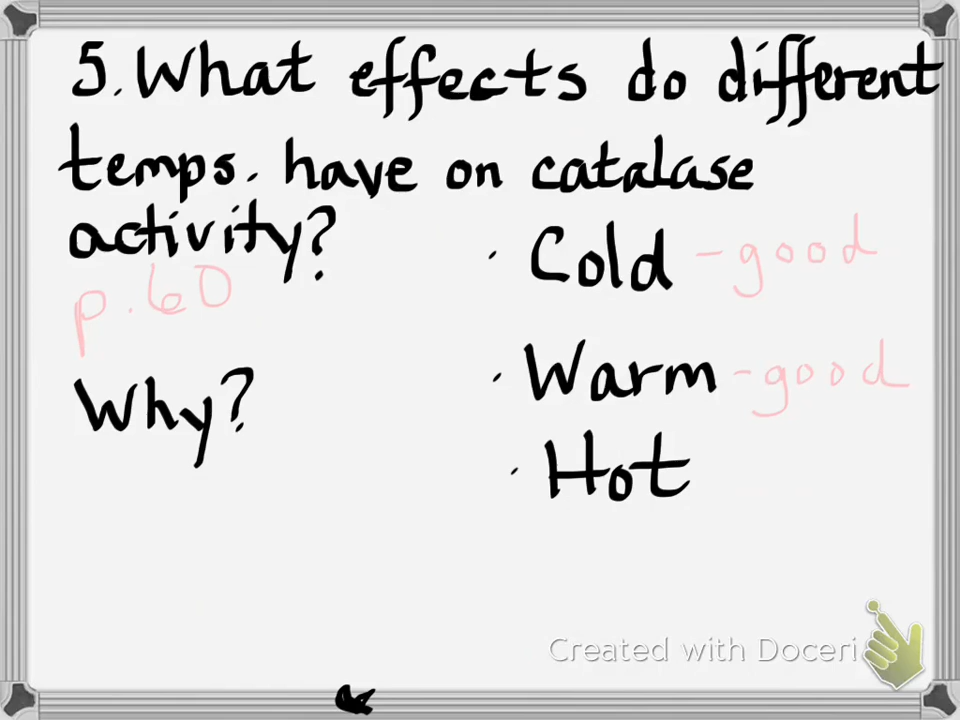 5. What effects do different
temps. have on catalase
activity?
p.60
· Cold - good
· Warm - good
Why?
· Hot
Created with Doceri